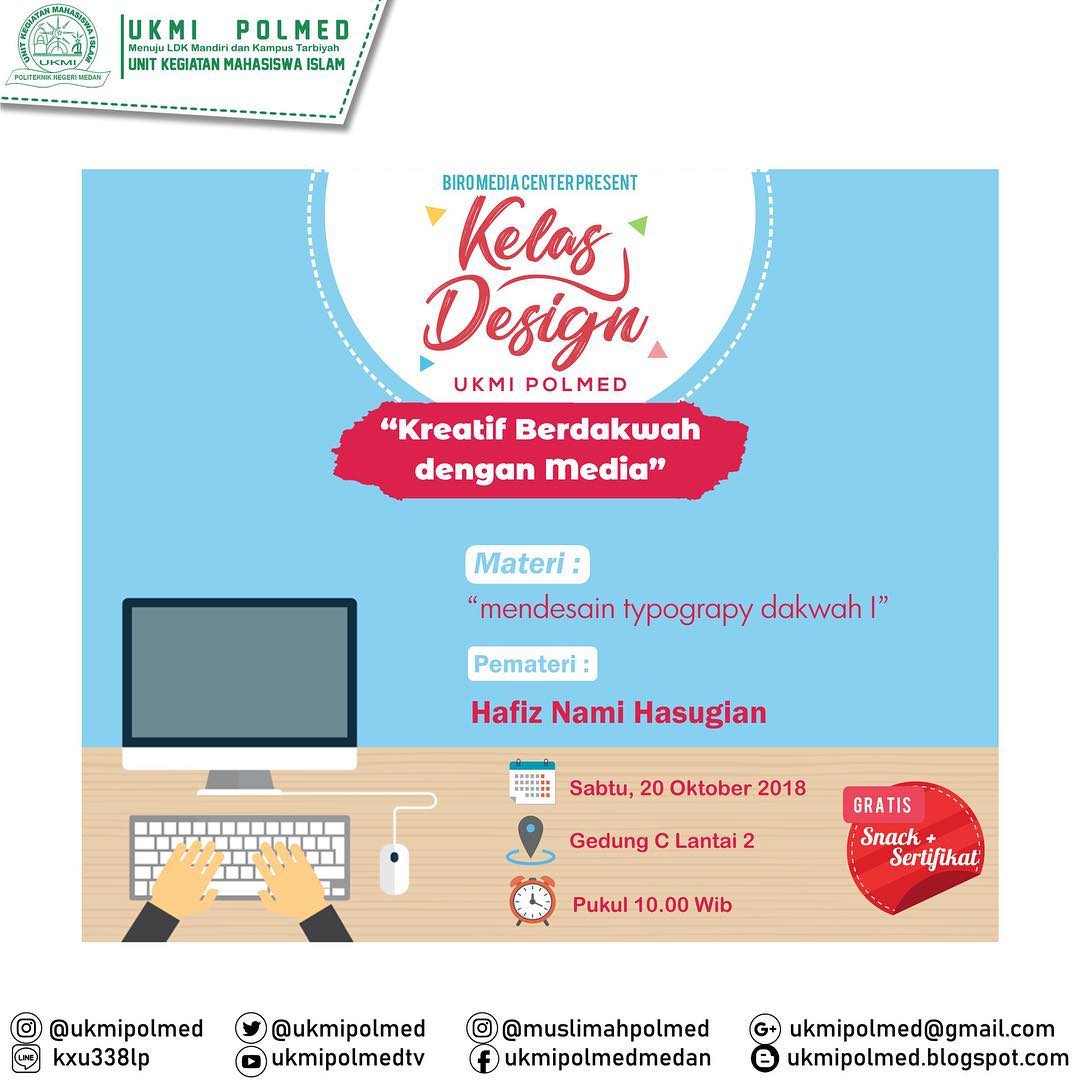 UNIT KEGIATAN MAHASISWA ISLAM
UKMI
POLITEKNIK NEGERI MEDAN
UKMI POLMED
Menuju LDK Mandiri dan Kampus Tarbiyah
UNIT KEGIATAN MAHASISWA ISLAM
BIRO MEDIA CENTER PRESENT
Kelas
Design
UKMI POLMED
“Kreatif Berdakwah
dengan Media”
Materi :
“mendesain typograpy dakwah I”
Pemateri :
Hafiz Nami Hasugian
Sabtu, 20 Oktober 2018
Gedung C Lantai 2
Pukul 10.00 Wib
GRATIS
Snack +
Sertifikat
@ukmipolmed @ukmipolmed @muslimahpolmed G+ ukmipolmed@gmail.com
LINE kxu338lp ukmipolmedtv ukmipolmedmedan ukmipolmed.blogspot.com